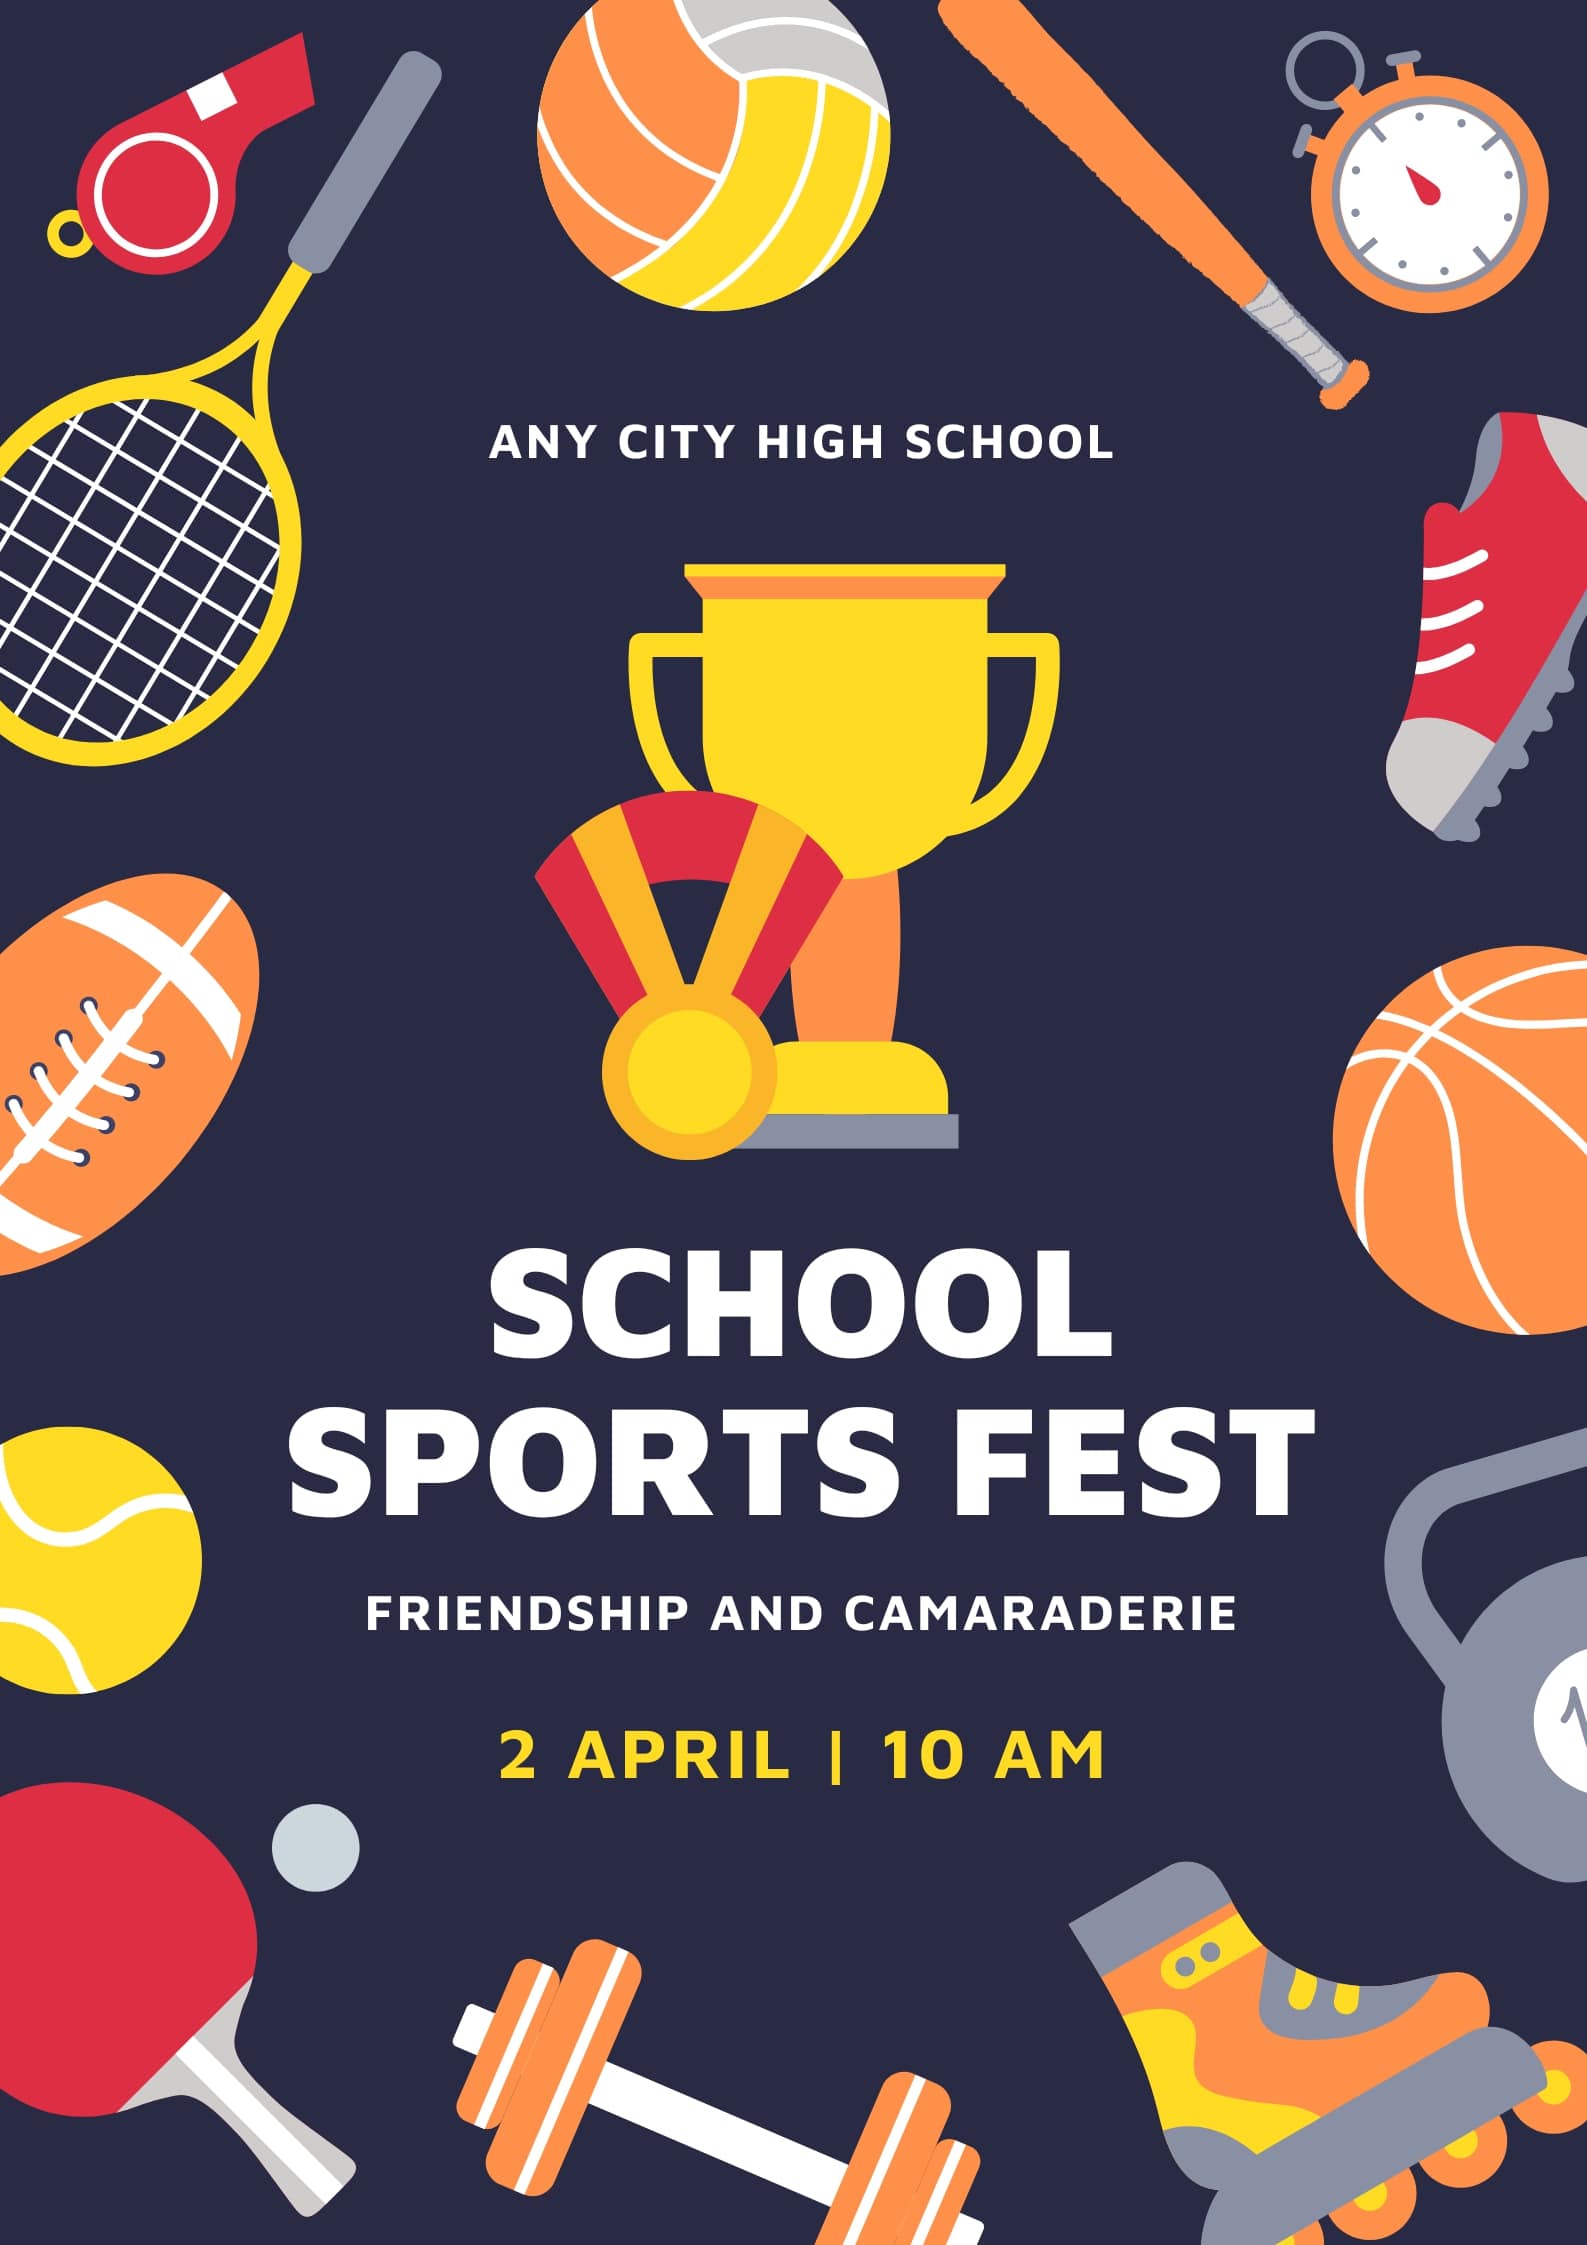 ANY CITY HIGH SCHOOL
SCHOOL
SPORTS FEST
FRIENDSHIP AND CAMARADERIE
2 APRIL | 10 AM